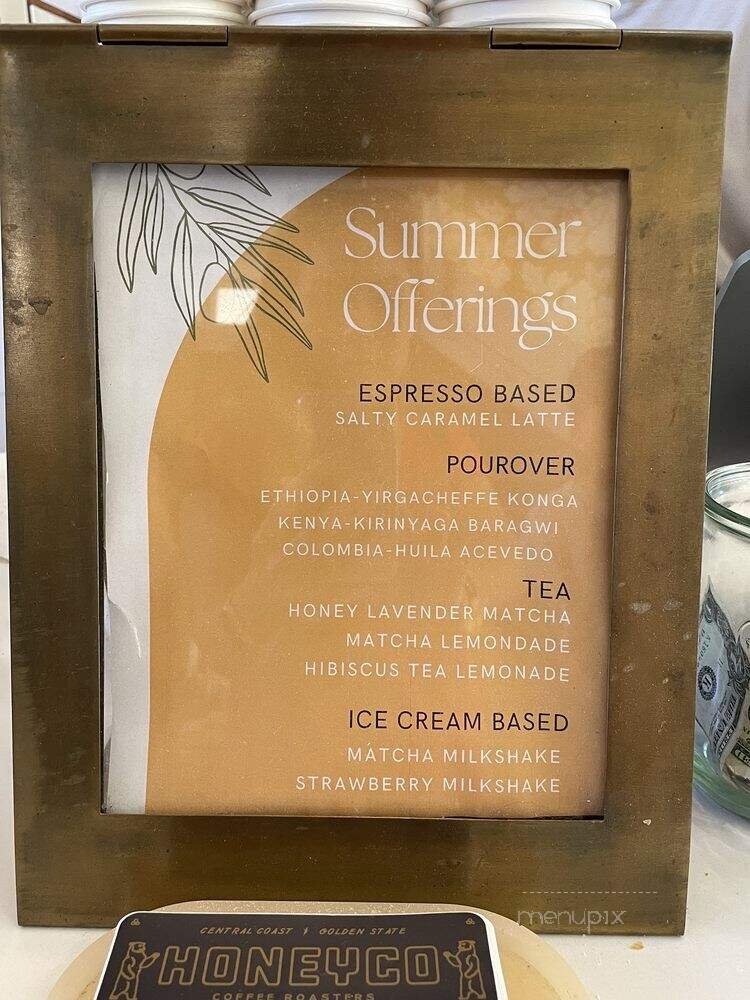 Summer
Offerings
ESPRESSO BASED
SALTY CARAMEL LATTE
POUROVER
ETHIOPIA-YIRGACHEFFE KONGA
KENYA-KIRINYAGA BARAGWI
COLOMBIA-HUILA ACEVEDO
TEA
HONEY LAVENDER MATCHA
MATCHA LEMONDADE
HIBISCUS TEA LEMONADE
ICE CREAM BASED
MATCHA MILKSHAKE
STRAWBERRY MILKSHAKE
menupix
CENTRAL COAST GOLDEN STATE
HONEYCO
COFFEE ROASTERS